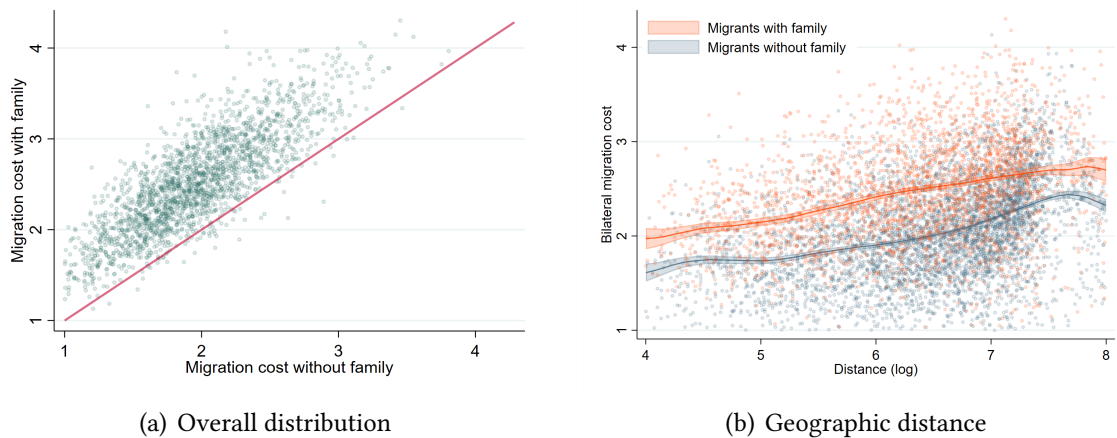 Migration cost with family
4
3
2
1
1
2
3
4
Migration cost without family
(a) Overall distribution
Migrants with family
Migrants without family
Bilateral migration cost
4
3
2
1
4
5
6
7
8
Distance (log)
(b) Geographic distance